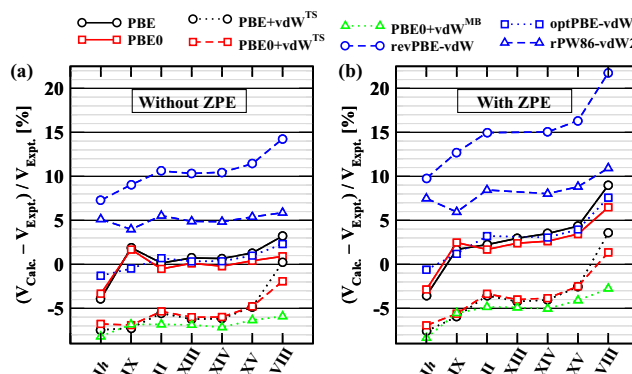 PBE
PBE+vdW^TS
PBE0+vdW^MB
optPBE-vdW
PBE0
PBE0+vdW^TS
revPBE-vdW
rPW86-vdW2
(a)
(b)
Without ZPE
With ZPE
(V_Calc. – V_Expt.) / V_Expt. [%]
20
15
10
5
0
-5
(V_Calc. – V_Expt.) / V_Expt. [%]
20
15
10
5
0
-5
IX
II
XIII
XIV
XV
VIII
IX
II
XIII
XIV
XV
VIII